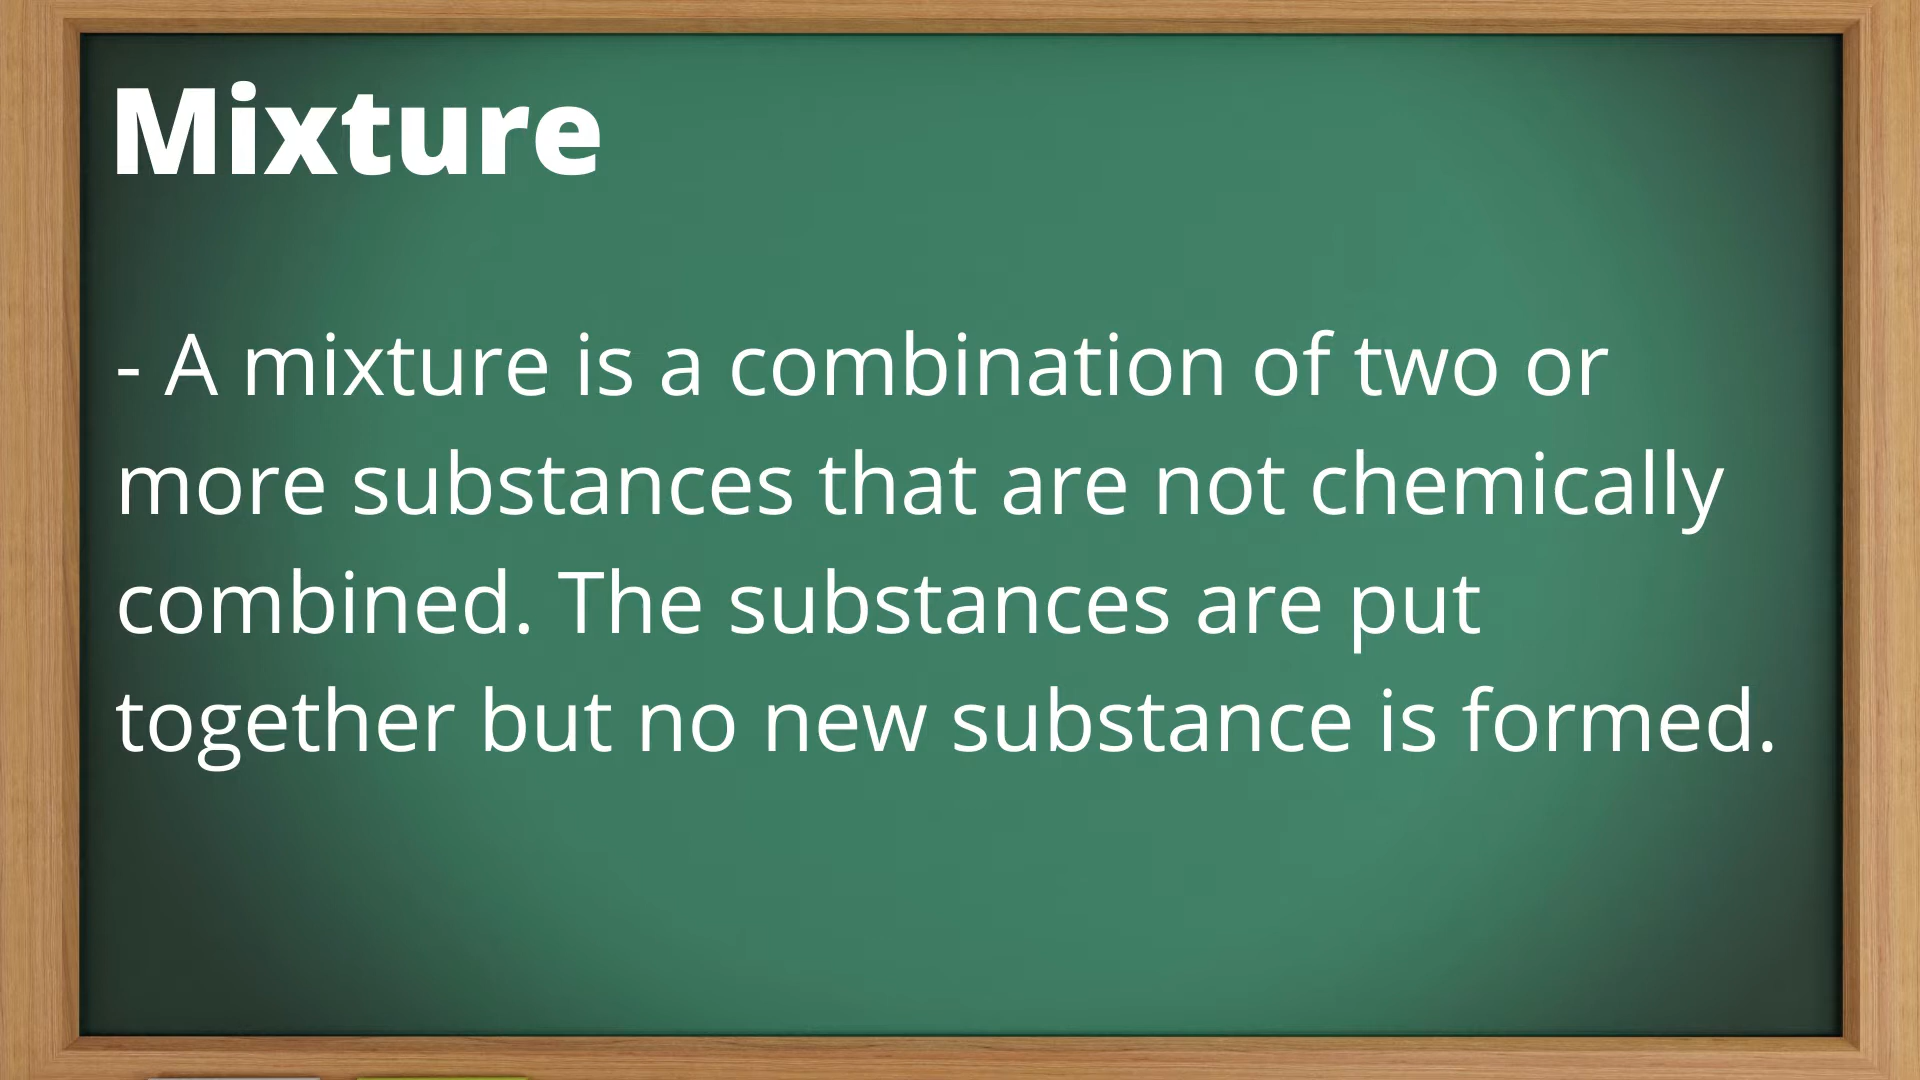 Mixture
- A mixture is a combination of two or
more substances that are not chemically
combined. The substances are put
together but no new substance is formed.